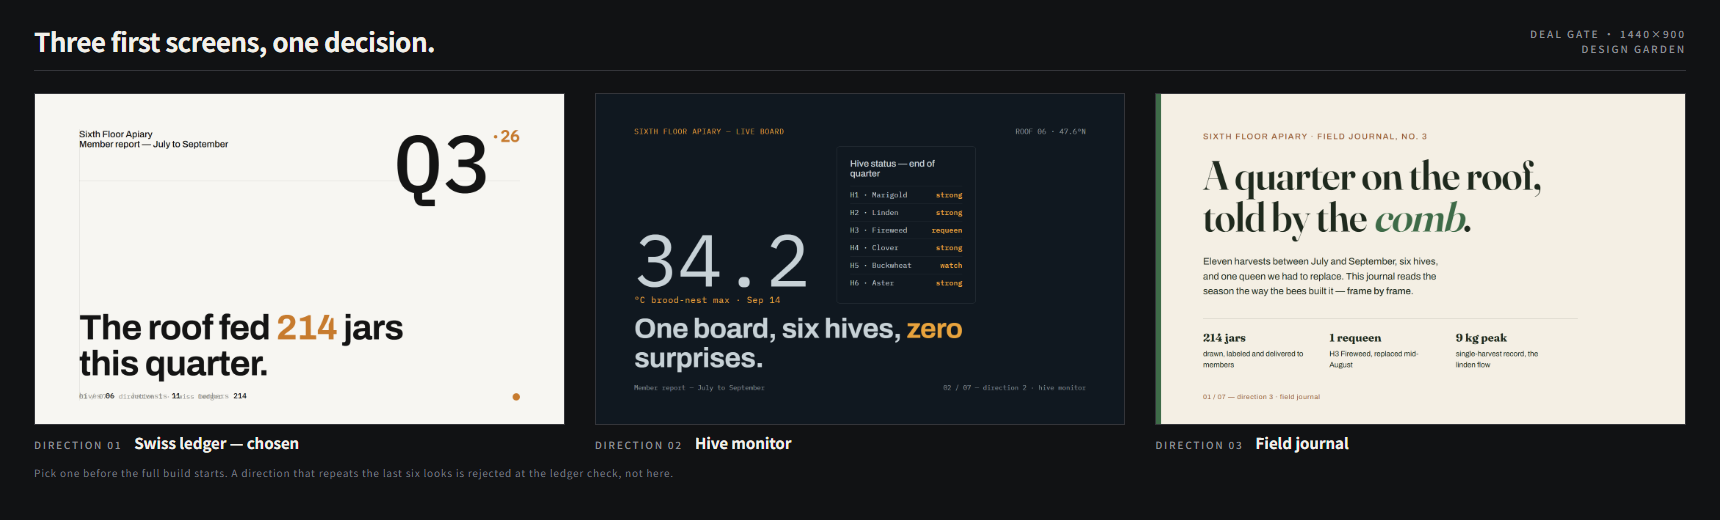 Three first screens, one decision.
DEAL GATE • 1440×900
DESIGN GARDEN
Sixth Floor Apiary
Member report — July to September
Q3 ·26
The roof fed 214 jars
this quarter.
06
11
214
DIRECTION 01 Swiss ledger — chosen
SIXTH FLOOR APIARY — LIVE BOARD
ROOF 06 · 47.6°N
Hive status — end of
quarter
H1 · Marigold strong
H2 · Linden strong
H3 · Fireweed requeen
H4 · Clover strong
H5 · Buckwheat watch
H6 · Aster strong
34.2
°C brood-nest max · Sep 14
One board, six hives, zero
surprises.
Member report — July to September
02 / 07 — direction 2 · hive monitor
DIRECTION 02 Hive monitor
SIXTH FLOOR APIARY · FIELD JOURNAL, NO. 3
A quarter on the roof,
told by the comb.
Eleven harvests between July and September, six hives,
and one queen we had to replace. This journal reads the
season the way the bees built it — frame by frame.
214 jars
drawn, labeled and delivered to
members
1 requeen
H3 Fireweed, replaced mid-
August
9 kg peak
single-harvest record, the
linden flow
01 / 07 — direction 3 · field journal
DIRECTION 03 Field journal
Pick one before the full build starts. A direction that repeats the last six looks is rejected at the ledger check, not here.